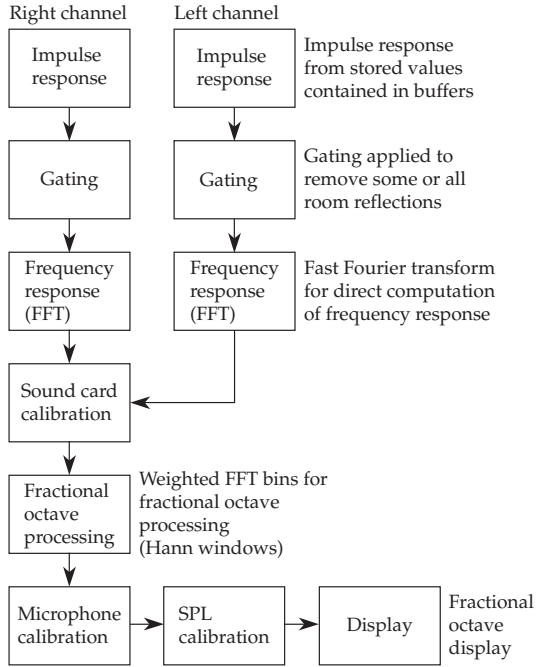 Right channel
Left channel
Impulse
response
Impulse
response
Impulse response
from stored values
contained in buffers
Gating
Gating
Gating applied to
remove some or all
room reflections
Frequency
response
(FFT)
Frequency
response
(FFT)
Fast Fourier transform
for direct computation
of frequency response
Sound card
calibration
Fractional
octave
processing
Weighted FFT bins for
fractional octave
processing
(Hann windows)
Microphone
calibration
SPL
calibration
Display
Fractional
octave
display